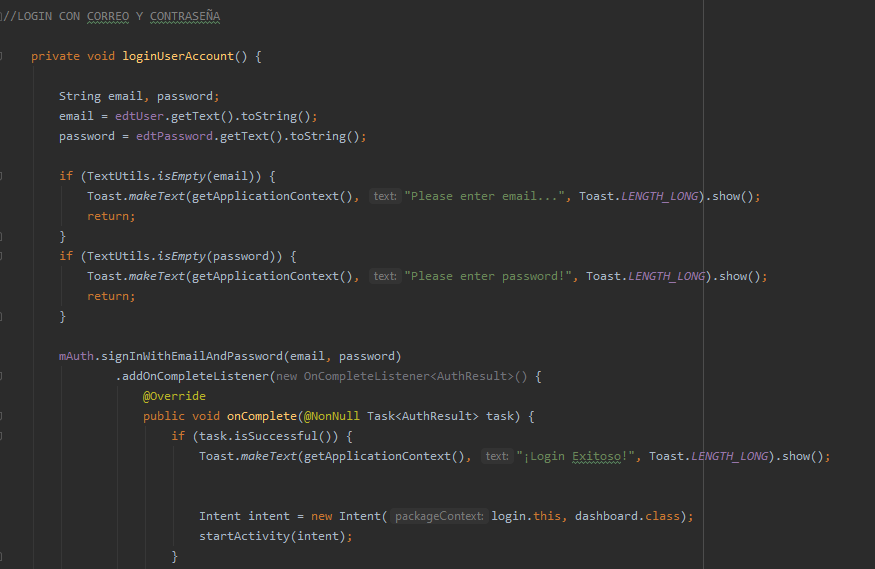 //LOGIN CON CORREO Y CONTRASEÑA
private void loginUserAccount() {
String email, password;
email = edtUser.getText().toString();
password = edtPassword.getText().toString();
if (TextUtils.isEmpty(email)) {
Toast.makeText(getApplicationContext(), text: "Please enter email...", Toast.LENGTH_LONG).show();
return;
}
if (TextUtils.isEmpty(password)) {
Toast.makeText(getApplicationContext(), text: "Please enter password!", Toast.LENGTH_LONG).show();
return;
}
mAuth.signInWithEmailAndPassword(email, password)
.addOnCompleteListener(new OnCompleteListener<AuthResult>() {
@Override
public void onComplete(@NonNull Task<AuthResult> task) {
if (task.isSuccessful()) {
Toast.makeText(getApplicationContext(), text: "¡Login Exitoso!", Toast.LENGTH_LONG).show();
Intent intent = new Intent( packageContext: login.this, dashboard.class);
startActivity(intent);
}